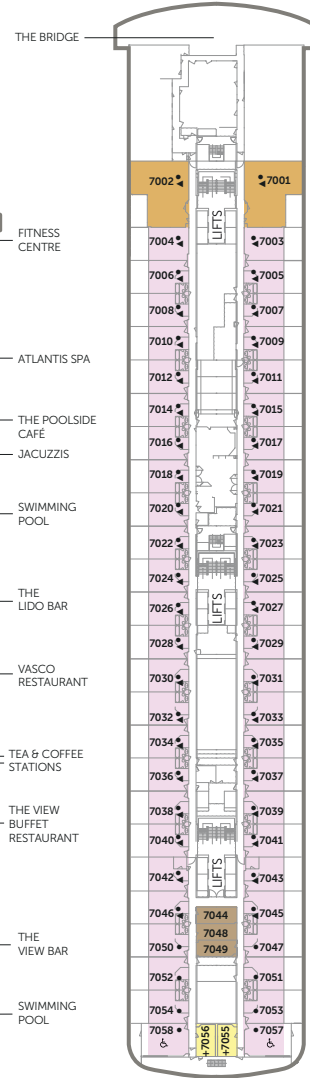 THE BRIDGE
7002 7001
FITNESS
CENTRE
LIFTS
7004 7003
7006 7005
7008 7007
7010 7009
ATLANTIS SPA
7012 7011
7014 7015
THE POOLSIDE
CAFÉ
7016 7017
JACUZZIS
7018 7019
SWIMMING
POOL
7020 7021
7022 7023
7024 7025
THE
LIDO BAR
LIFTS
7026 7027
7028 7029
VASCO
RESTAURANT
7030 7031
7032 7033
7034 7035
TEA & COFFEE
STATIONS
7036 7037
THE VIEW
BUFFET
RESTAURANT
7038 7039
7040 7041
LIFTS
7042 7043
7046 7044 7045
7048
THE
VIEW BAR
7050 7049 7047
7052 7051
SWIMMING
POOL
7054 7053
7058 +7056 +7055 7057